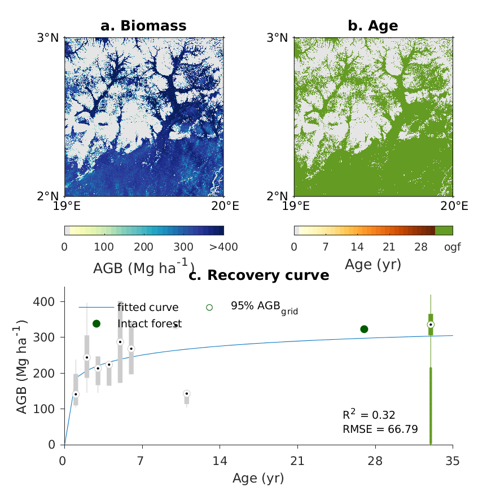 a. Biomass
b. Age
3°N
2°N
19°E
20°E
3°N
2°N
19°E
20°E
0 100 200 300 >400
AGB (Mg ha-1)
0 7 14 21 28 ogf
Age (yr)
c. Recovery curve
fitted curve
95% AGBgrid
Intact forest
400
300
200
100
0
AGB (Mg ha-1)
R2 = 0.32
RMSE = 66.79
0 7 14 21 28 35
Age (yr)